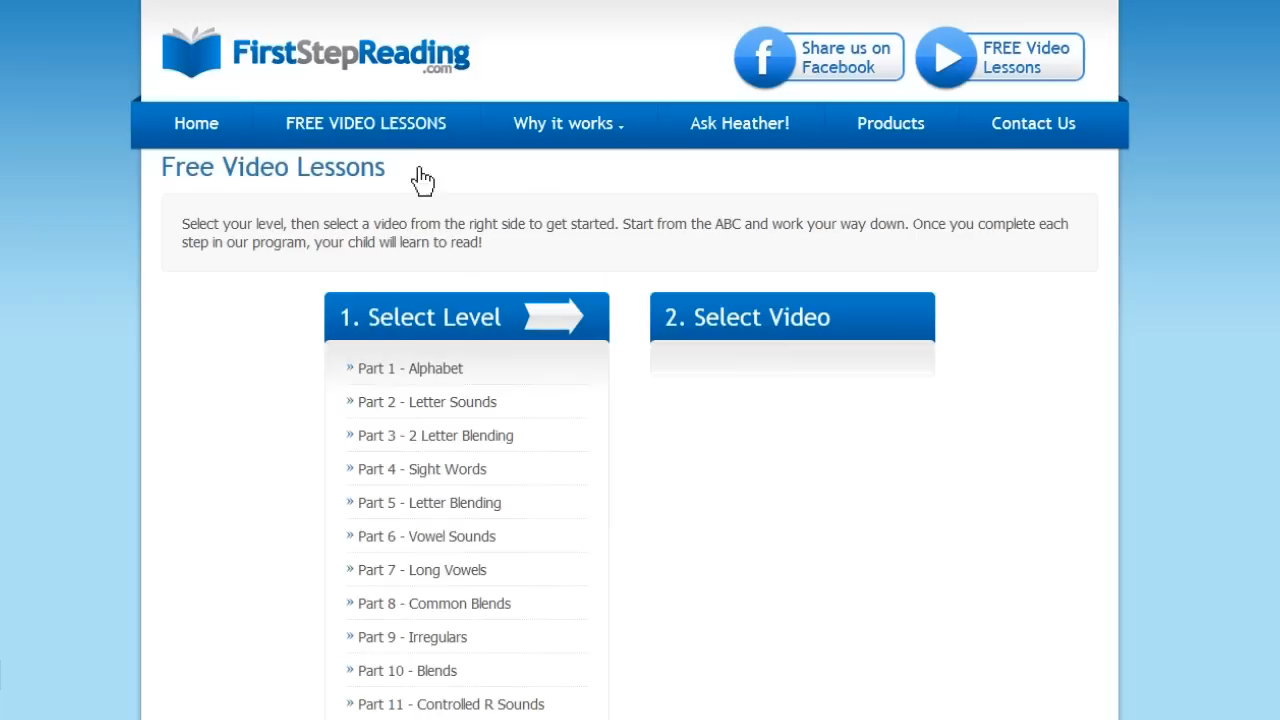 FirstStepReading
.com
Share us on
Facebook
FREE Video
Lessons
Home
FREE VIDEO LESSONS
Why it works
Ask Heather!
Products
Contact Us
Free Video Lessons
Select your level, then select a video from the right side to get started. Start from the ABC and work your way down. Once you complete each
step in our program, your child will learn to read!
1. Select Level
» Part 1 - Alphabet
» Part 2 - Letter Sounds
» Part 3 - 2 Letter Blending
» Part 4 - Sight Words
» Part 5 - Letter Blending
» Part 6 - Vowel Sounds
» Part 7 - Long Vowels
» Part 8 - Common Blends
» Part 9 - Irregulars
» Part 10 - Blends
» Part 11 - Controlled R Sounds
2. Select Video